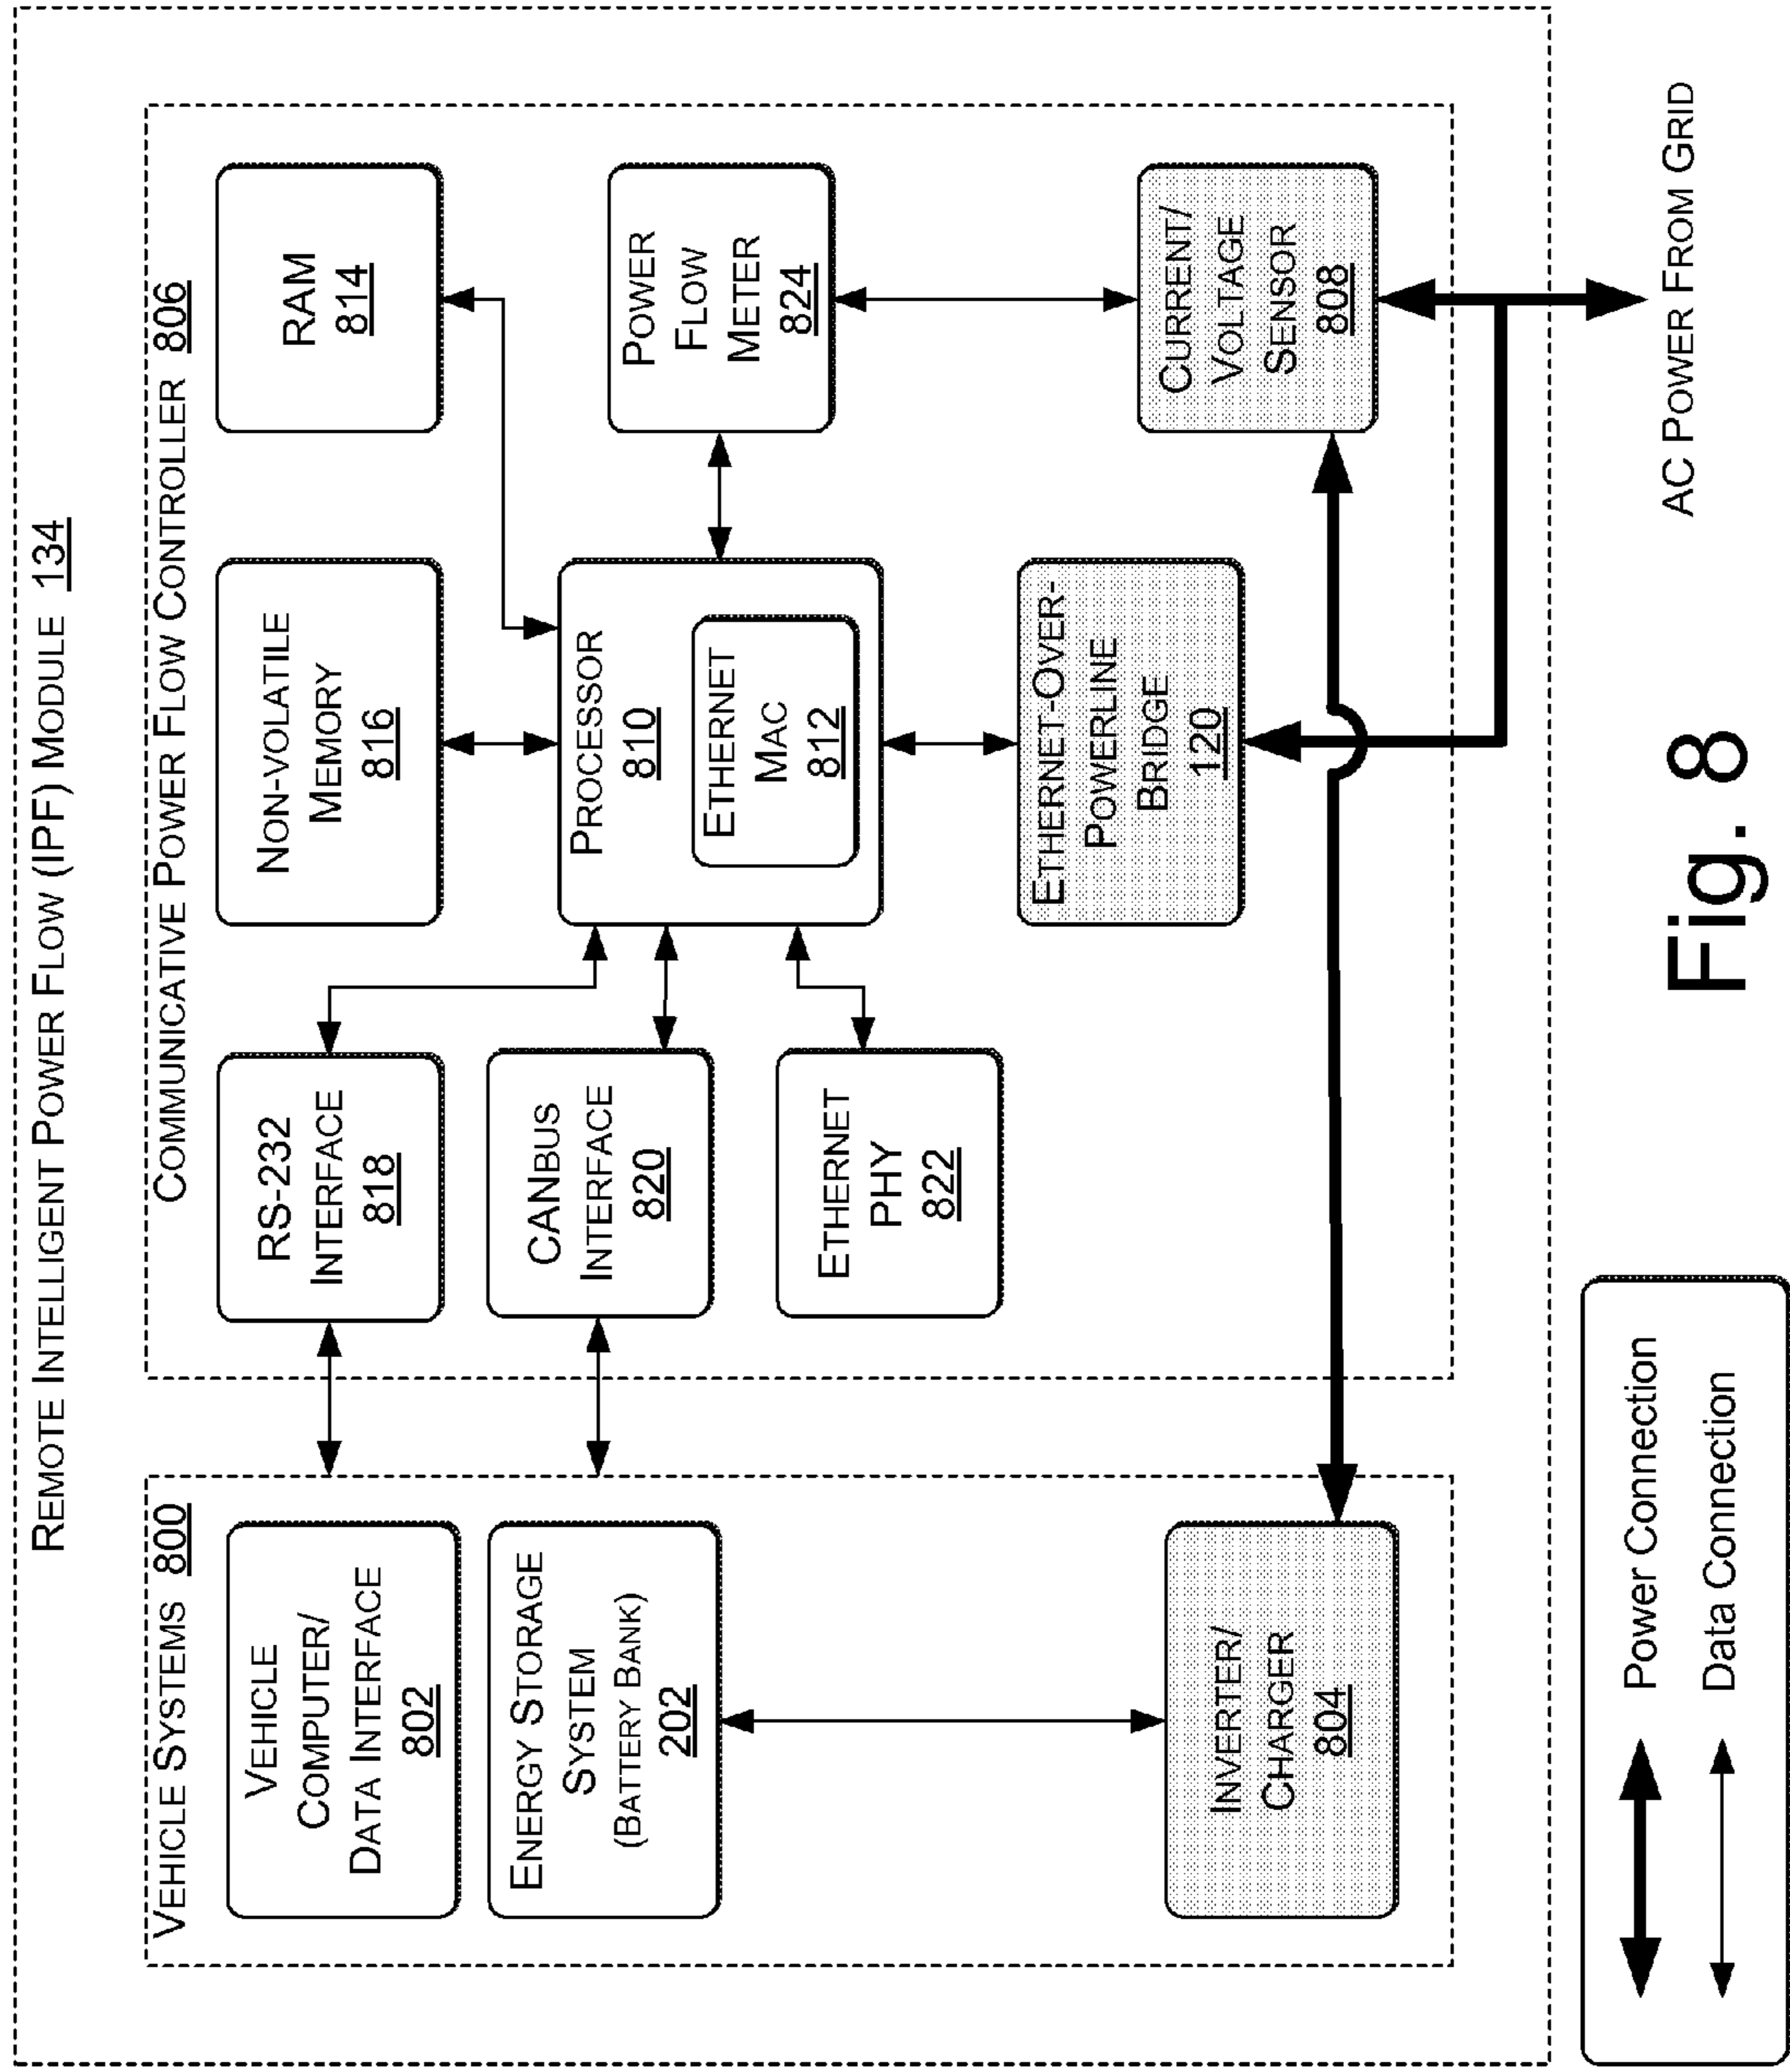 REMOTE INTELLIGENT POWER FLOW (IPF) MODULE 134
VEHICLE SYSTEMS 800
VEHICLE
COMPUTER/
DATA INTERFACE
802
ENERGY STORAGE
SYSTEM
(BATTERY BANK)
202
INVERTER/
CHARGER
804
COMMUNICATIVE POWER FLOW CONTROLLER 806
RS-232
INTERFACE
818
CANBUS
INTERFACE
820
ETHERNET
PHY
822
NON-VOLATILE
MEMORY
816
PROCESSOR
810
ETHERNET
MAC
812
ETHERNET-OVER-
POWERLINE
BRIDGE
120
RAM
814
POWER
FLOW
METER
824
CURRENT/
VOLTAGE
SENSOR
808
AC POWER FROM GRID
Power Connection
Data Connection
Fig. 8